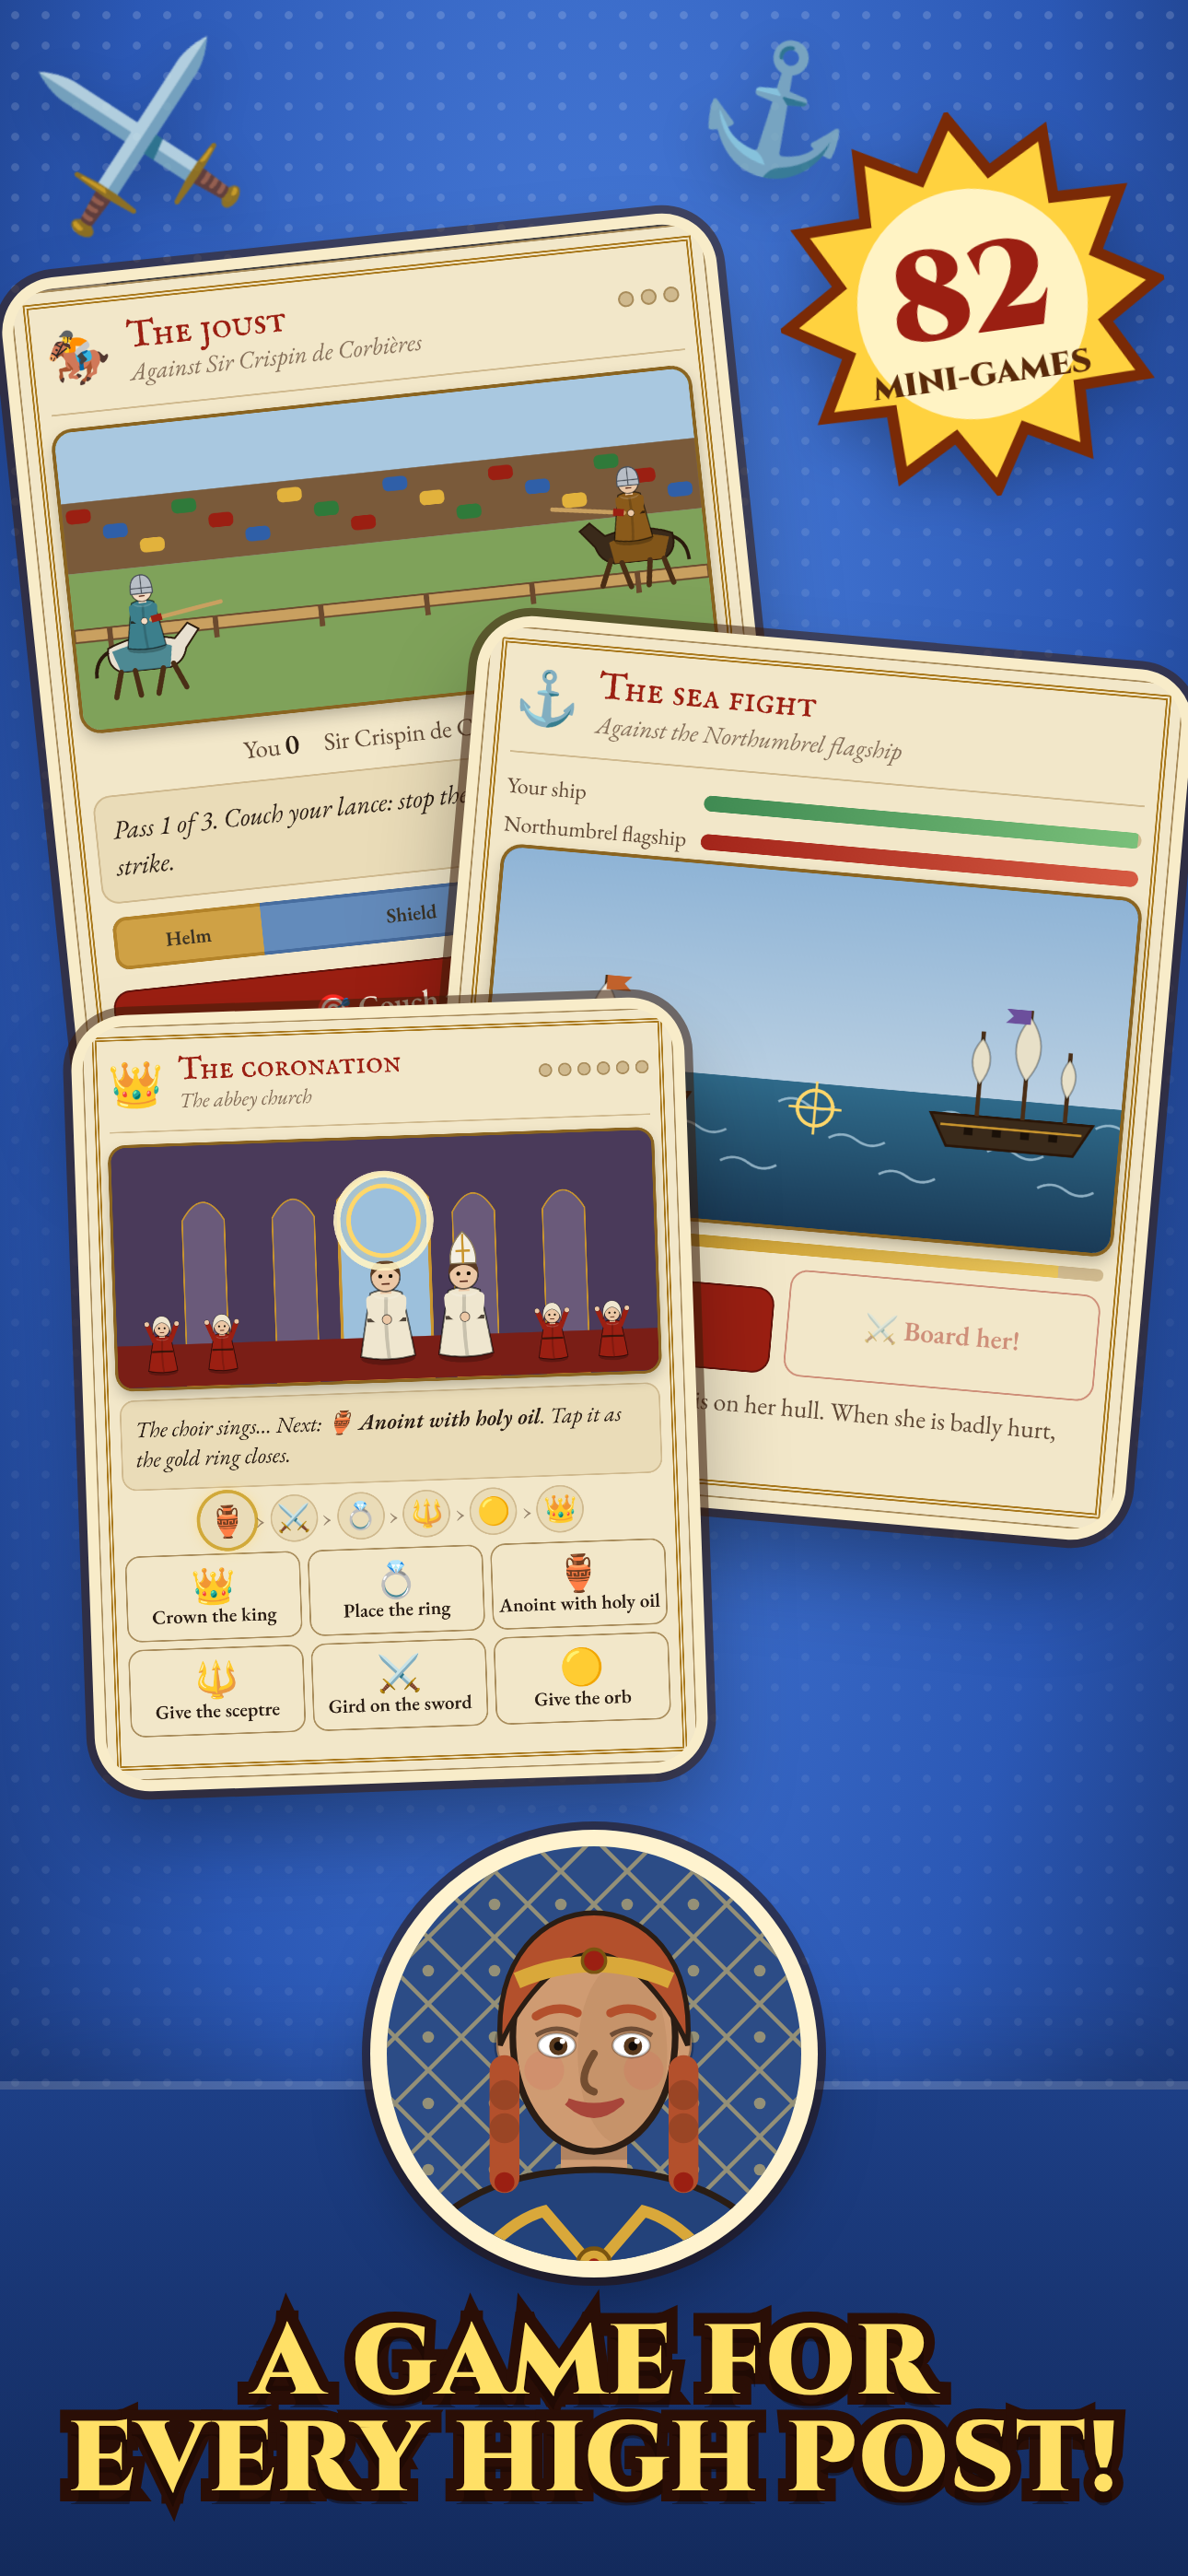 82
MINI-GAMES
The joust
Against Sir Crispin de Corbières
You 0 Sir Crispin de
Pass 1 of 3. Couch your lance: stop the
strike.
Helm
Shield
Couch
The sea fight
Against the Northumbrel flagship
Your ship
Northumbrel flagship
Board her!
is on her hull. When she is badly hurt,
The coronation
The abbey church
The choir sings... Next: Anoint with holy oil. Tap it as
the gold ring closes.
Crown the king
Place the ring
Anoint with holy oil
Give the sceptre
Gird on the sword
Give the orb
A GAME FOR
EVERY HIGH POST!